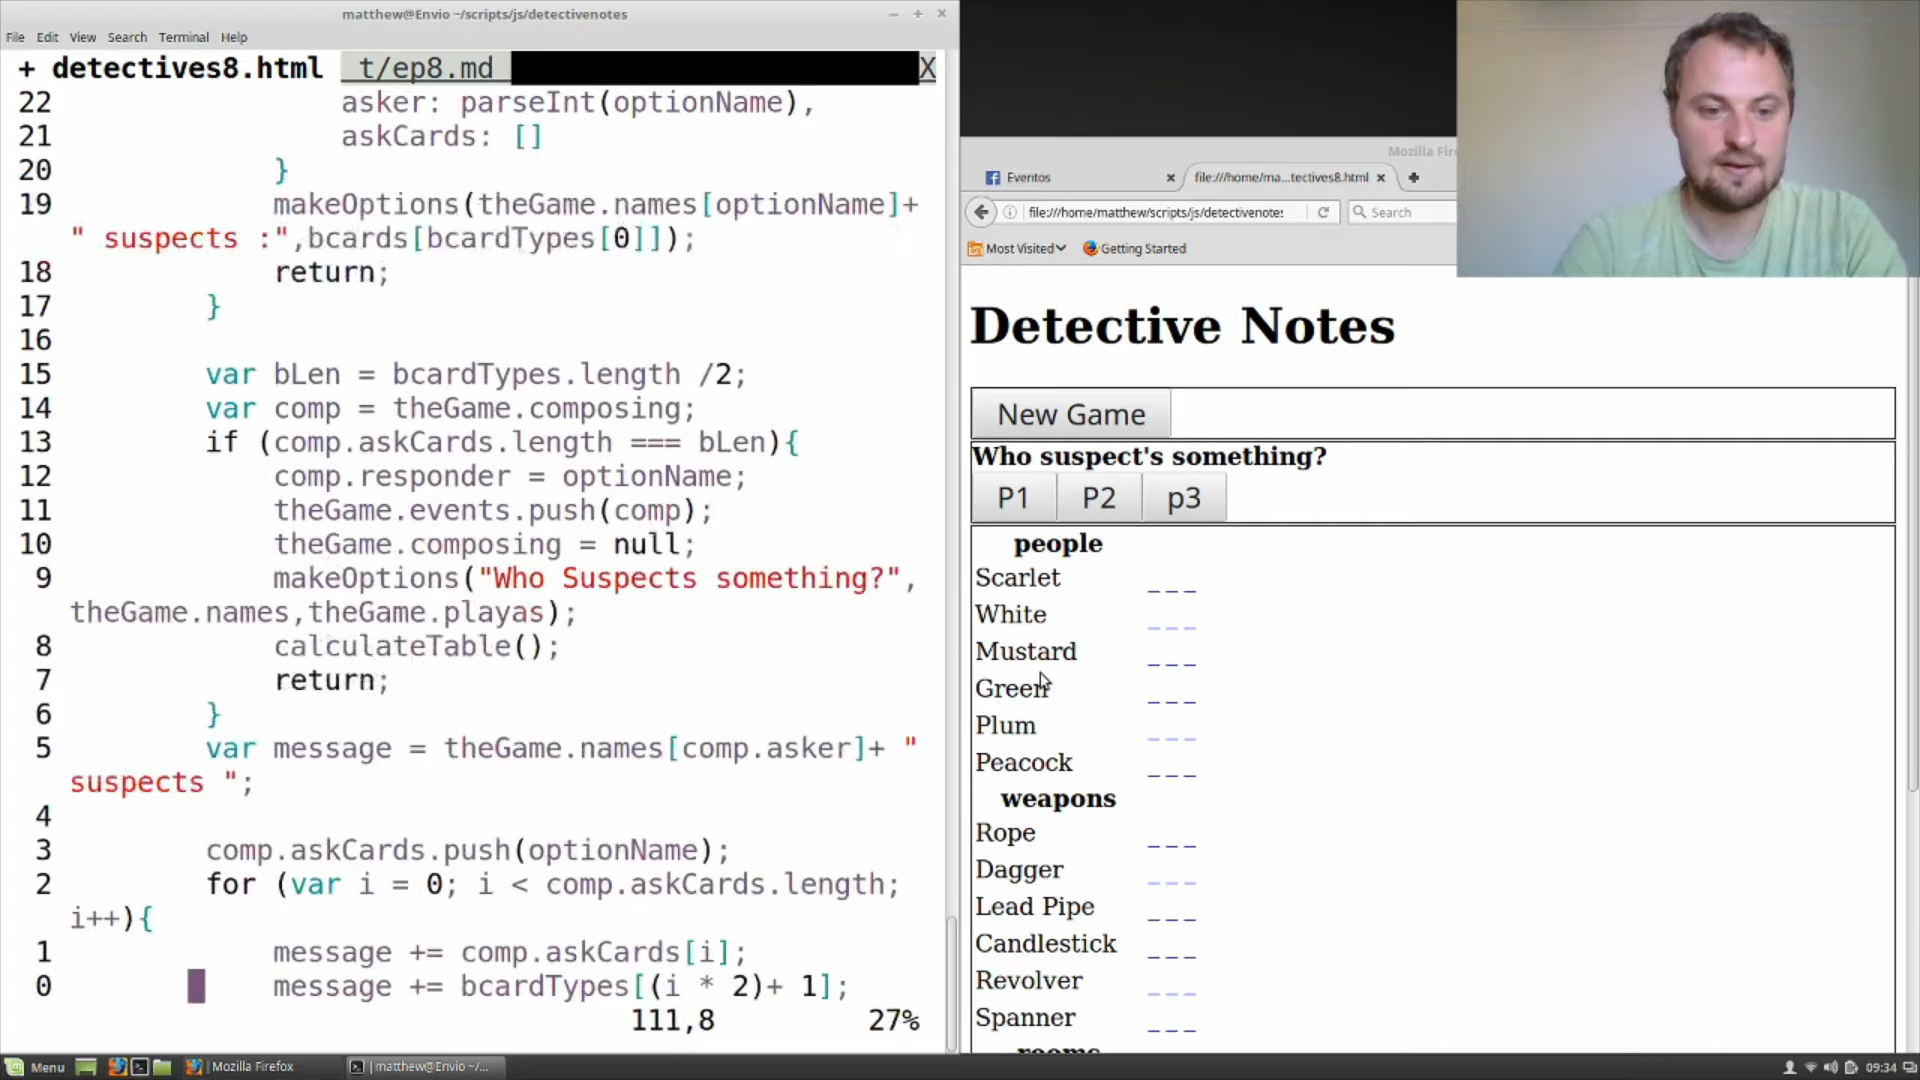 matthew@Envio ~/scripts/js/detectivenotes
File Edit View Search Terminal Help
+ detectives8.html t/ep8.md X
22 asker: parseInt(optionName),
21 askCards: []
20 }
19 makeOptions(theGame.names[optionName]+
" suspects :",bcards[bcardTypes[0]]);
18 return;
17 }
16
15 var bLen = bcardTypes.length /2;
14 var comp = theGame.composing;
13 if (comp.askCards.length === bLen){
12 comp.responder = optionName;
11 theGame.events.push(comp);
10 theGame.composing = null;
9 makeOptions("Who Suspects something?",
theGame.names,theGame.playas);
8 calculateTable();
7 return;
6 }
5 var message = theGame.names[comp.asker]+ "
suspects ";
4
3 comp.askCards.push(optionName);
2 for (var i = 0; i < comp.askCards.length;
i++){
1 message += comp.askCards[i];
0 message += bcardTypes[(i * 2)+ 1];
111,8 27%
Mozilla Fire
Eventos × file:///home/ma...tectives8.html ×
file:///home/matthew/scripts/js/detectivenote: Search
Most Visited Getting Started
Detective Notes
New Game
Who suspect's something?
P1 P2 p3
people
Scarlet _ _ _
White _ _ _
Mustard _ _ _
Green _ _ _
Plum _ _ _
Peacock _ _ _
weapons
Rope _ _ _
Dagger _ _ _
Lead Pipe _ _ _
Candlestick _ _ _
Revolver _ _ _
Spanner _ _ _
rooms
Menu Mozilla Firefox matthew@Envio ~/... 09:34